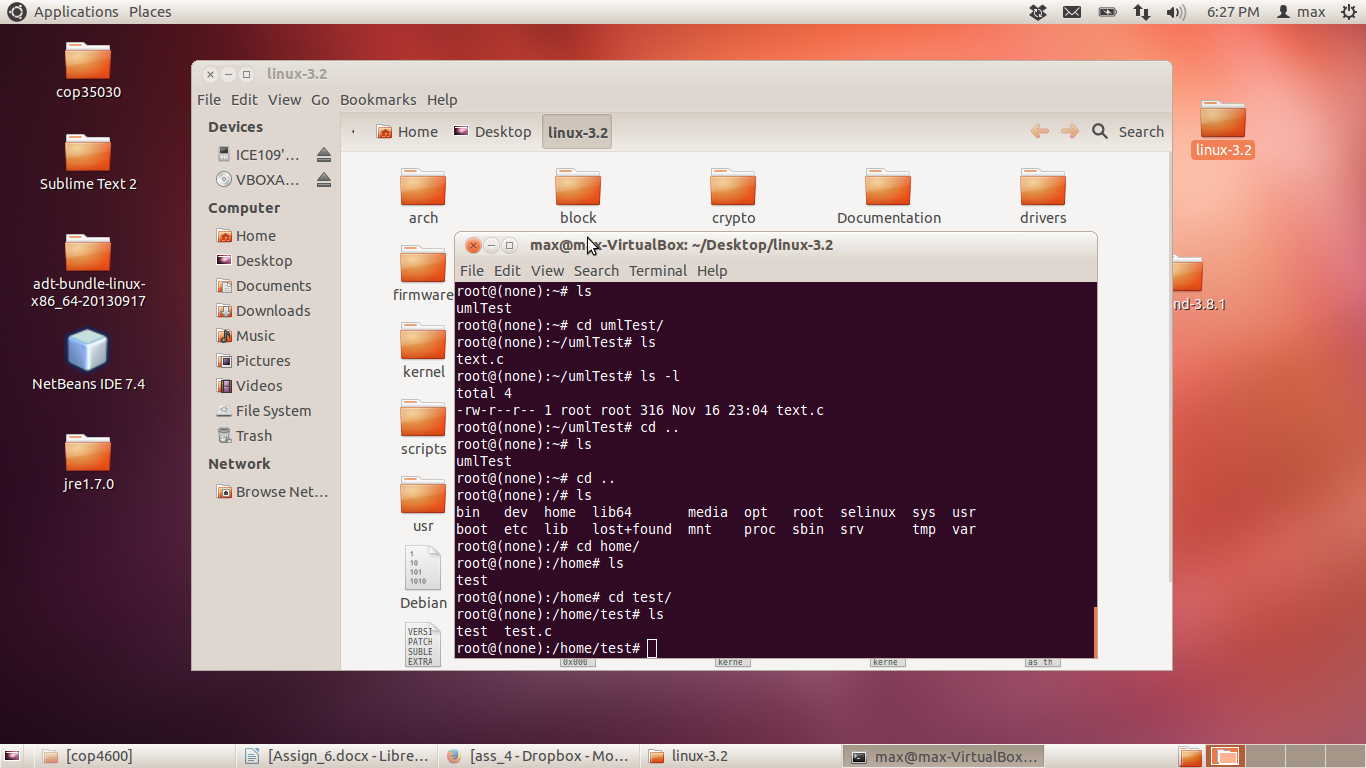 Applications Places
6:27 PM max
cop35030
Sublime Text 2
adt-bundle-linux-
x86_64-20130917
NetBeans IDE 7.4
jre1.7.0
linux-3.2
nd-3.8.1
linux-3.2
File Edit View Go Bookmarks Help
Devices
ICE109'...
VBOXA...
Computer
Home
Desktop
Documents
Downloads
Music
Pictures
Videos
File System
Trash
Network
Browse Net...
Home Desktop linux-3.2 Search
arch block crypto Documentation drivers
firmware
kernel
scripts
usr
1
10
101
1010
Debian
VERSI
PATCH
SUBLE
EXTRA
0x000 kerne kerne as th
max@max-VirtualBox: ~/Desktop/linux-3.2
File Edit View Search Terminal Help
root@(none):~# ls
umlTest
root@(none):~# cd umlTest/
root@(none):~/umlTest# ls
text.c
root@(none):~/umlTest# ls -l
total 4
-rw-r--r-- 1 root root 316 Nov 16 23:04 text.c
root@(none):~/umlTest# cd ..
root@(none):~# ls
umlTest
root@(none):~# cd ..
root@(none):/# ls
bin dev home lib64 media opt root selinux sys usr
boot etc lib lost+found mnt proc sbin srv tmp var
root@(none):/# cd home/
root@(none):/home# ls
test
root@(none):/home# cd test/
root@(none):/home/test# ls
test test.c
root@(none):/home/test#
[cop4600] [Assign_6.docx - Libre... [ass_4 - Dropbox - Mo... linux-3.2 max@max-VirtualBox...